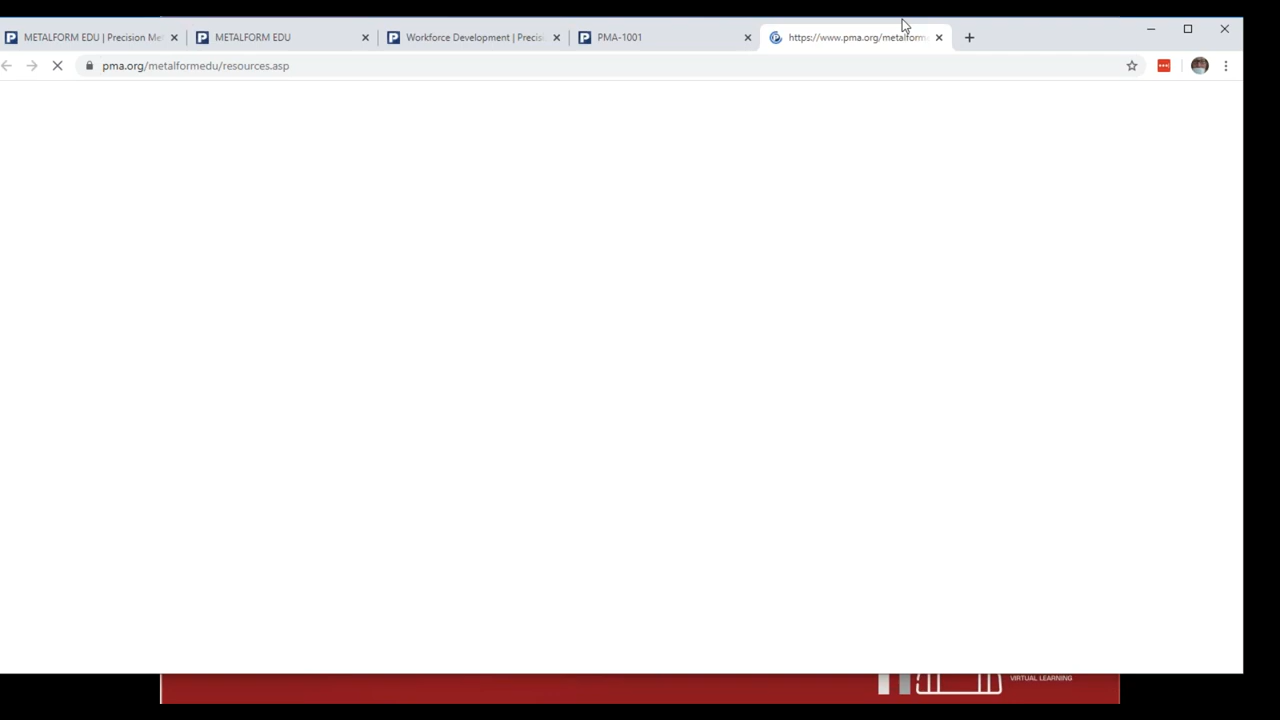 METALFORM EDU | Precision Me
METALFORM EDU
Workforce Development | Precis
PMA-1001
https://www.pma.org/metalform
pma.org/metalformedu/resources.asp
VIRTUAL LEARNING